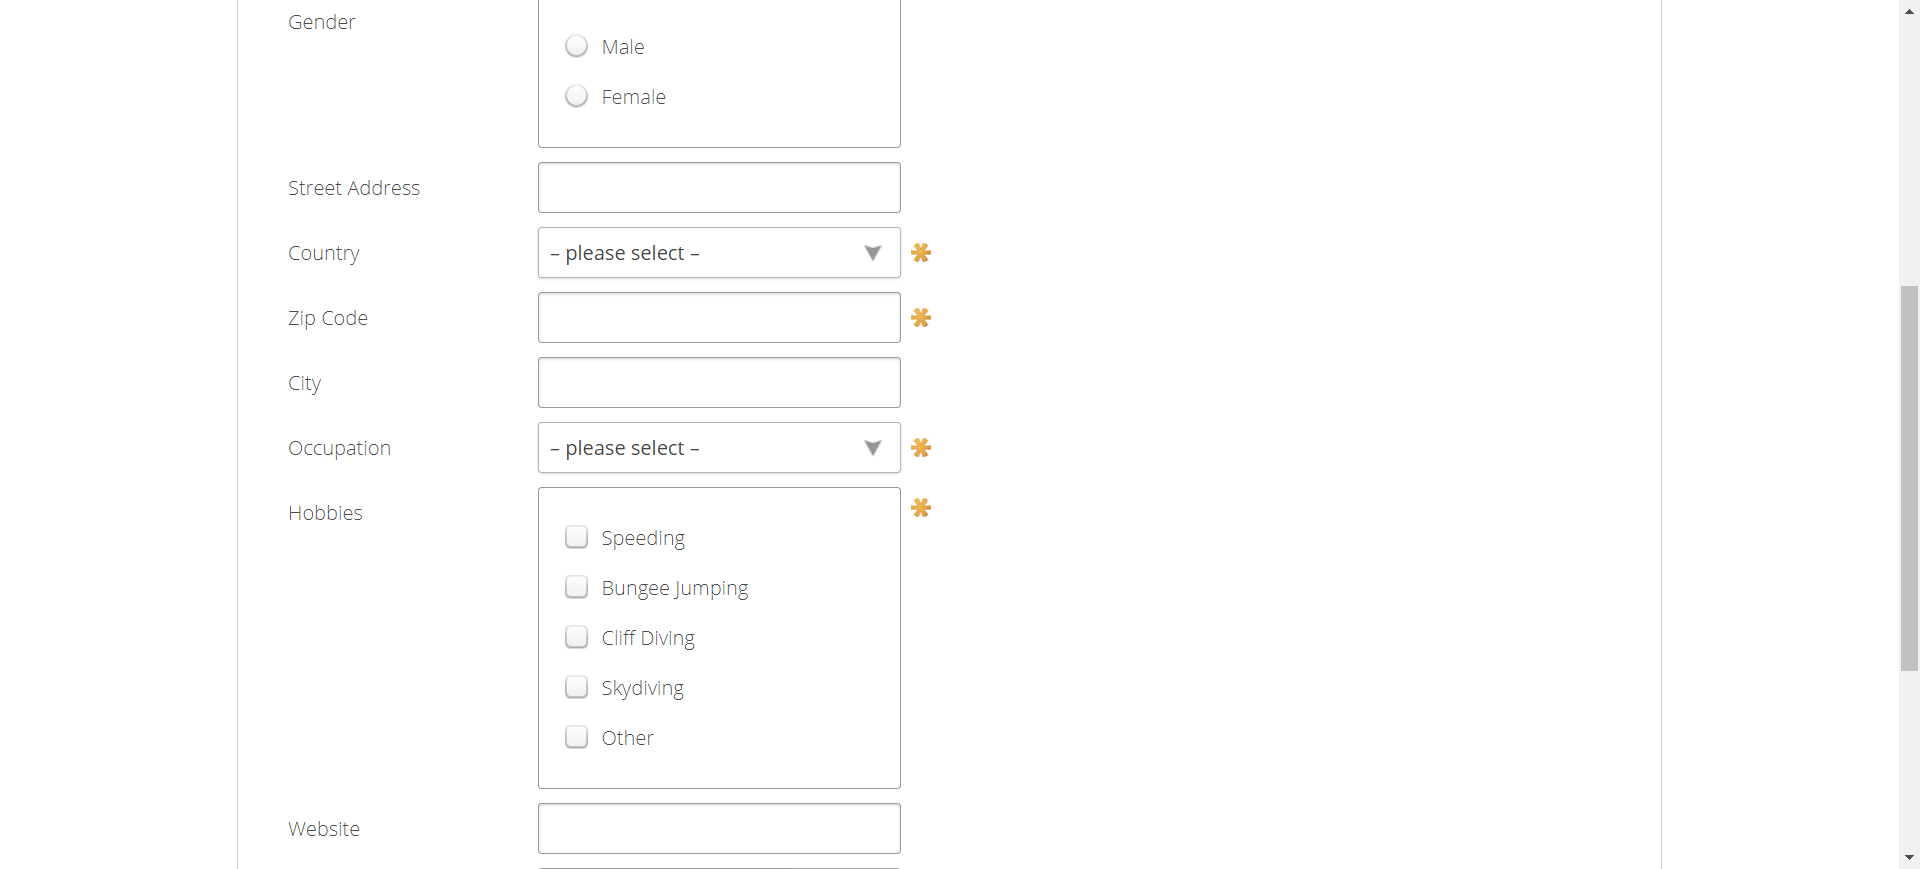 Gender
Male
Female
Street Address
Country
– please select –
Zip Code
City
Occupation
– please select –
Hobbies
Speeding
Bungee Jumping
Cliff Diving
Skydiving
Other
Website